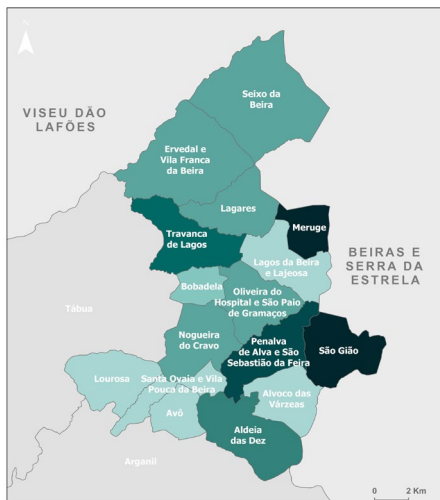 N
Seixo da
Beira
VISEU DÃO
LAFÕES
Ervedal e
Vila Franca
da Beira
Lagares
Meruge
Travanca
de Lagos
Lagos da
Beira e Lajeosa
BEIRAS E
SERRA DA
ESTRELA
Bobadela
Oliveira do
Hospital e São Paio
de Gramaços
Tábua
Nogueira
do Cravo
Penalva
de Alva e São
Sebastião da Feira
São Gião
Lourosa
Santa Ovaia e Vila
Pouca da Beira
Alvoco das
Várzeas
Avô
Aldeia
das Dez
Arganil
0 2 Km